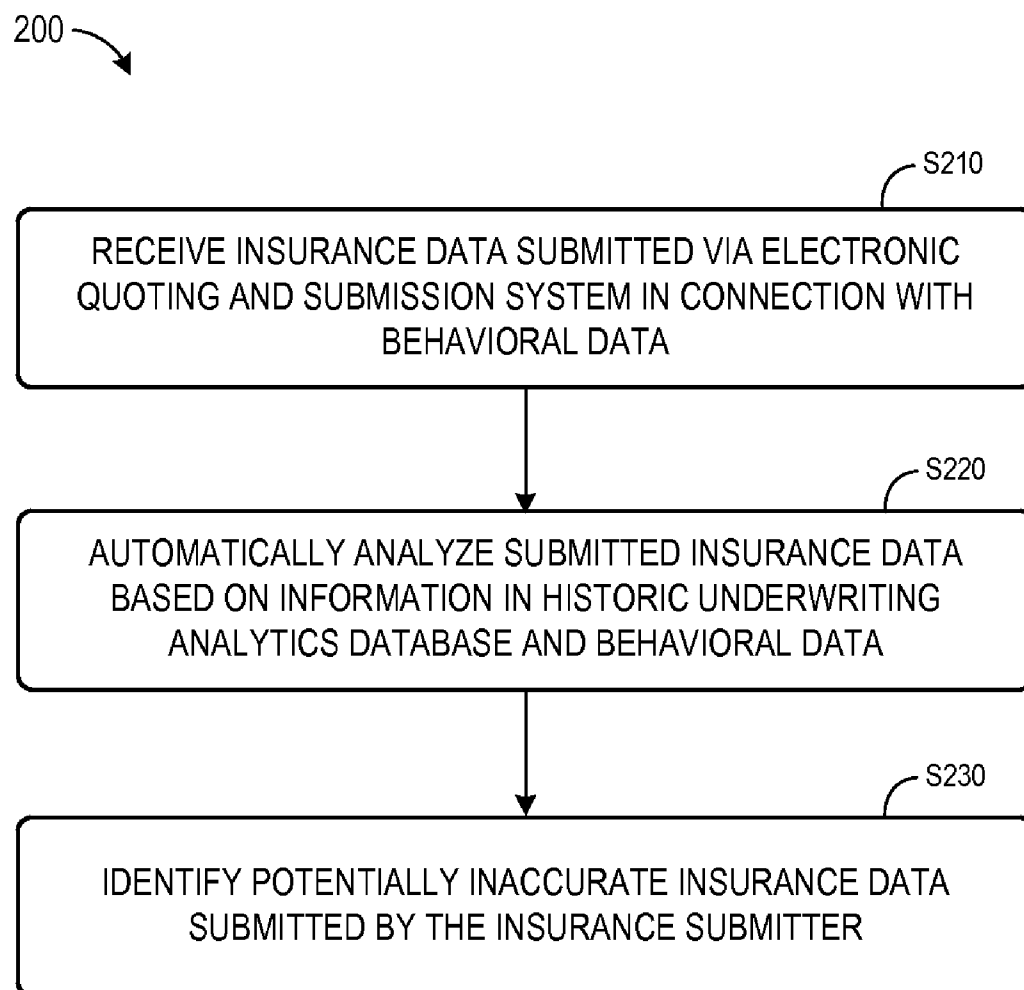 200
S210
RECEIVE INSURANCE DATA SUBMITTED VIA ELECTRONIC
QUOTING AND SUBMISSION SYSTEM IN CONNECTION WITH
BEHAVIORAL DATA
S220
AUTOMATICALLY ANALYZE SUBMITTED INSURANCE DATA
BASED ON INFORMATION IN HISTORIC UNDERWRITING
ANALYTICS DATABASE AND BEHAVIORAL DATA
S230
IDENTIFY POTENTIALLY INACCURATE INSURANCE DATA
SUBMITTED BY THE INSURANCE SUBMITTER